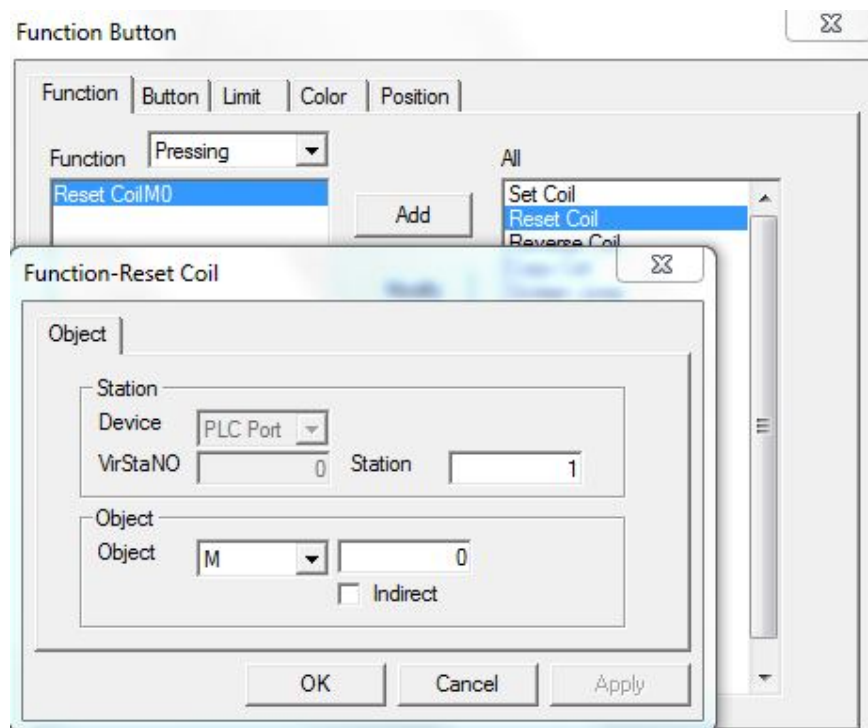 Function Button
Function Button Limit Color Position
Function Pressing All
Reset CoilM0 Set Coil
Add Reset Coil
Reverse Coil
Function-Reset Coil
Object
Station
Device PLC Port
VirStaNO 0 Station 1
Object
Object M 0
Indirect
OK Cancel Apply